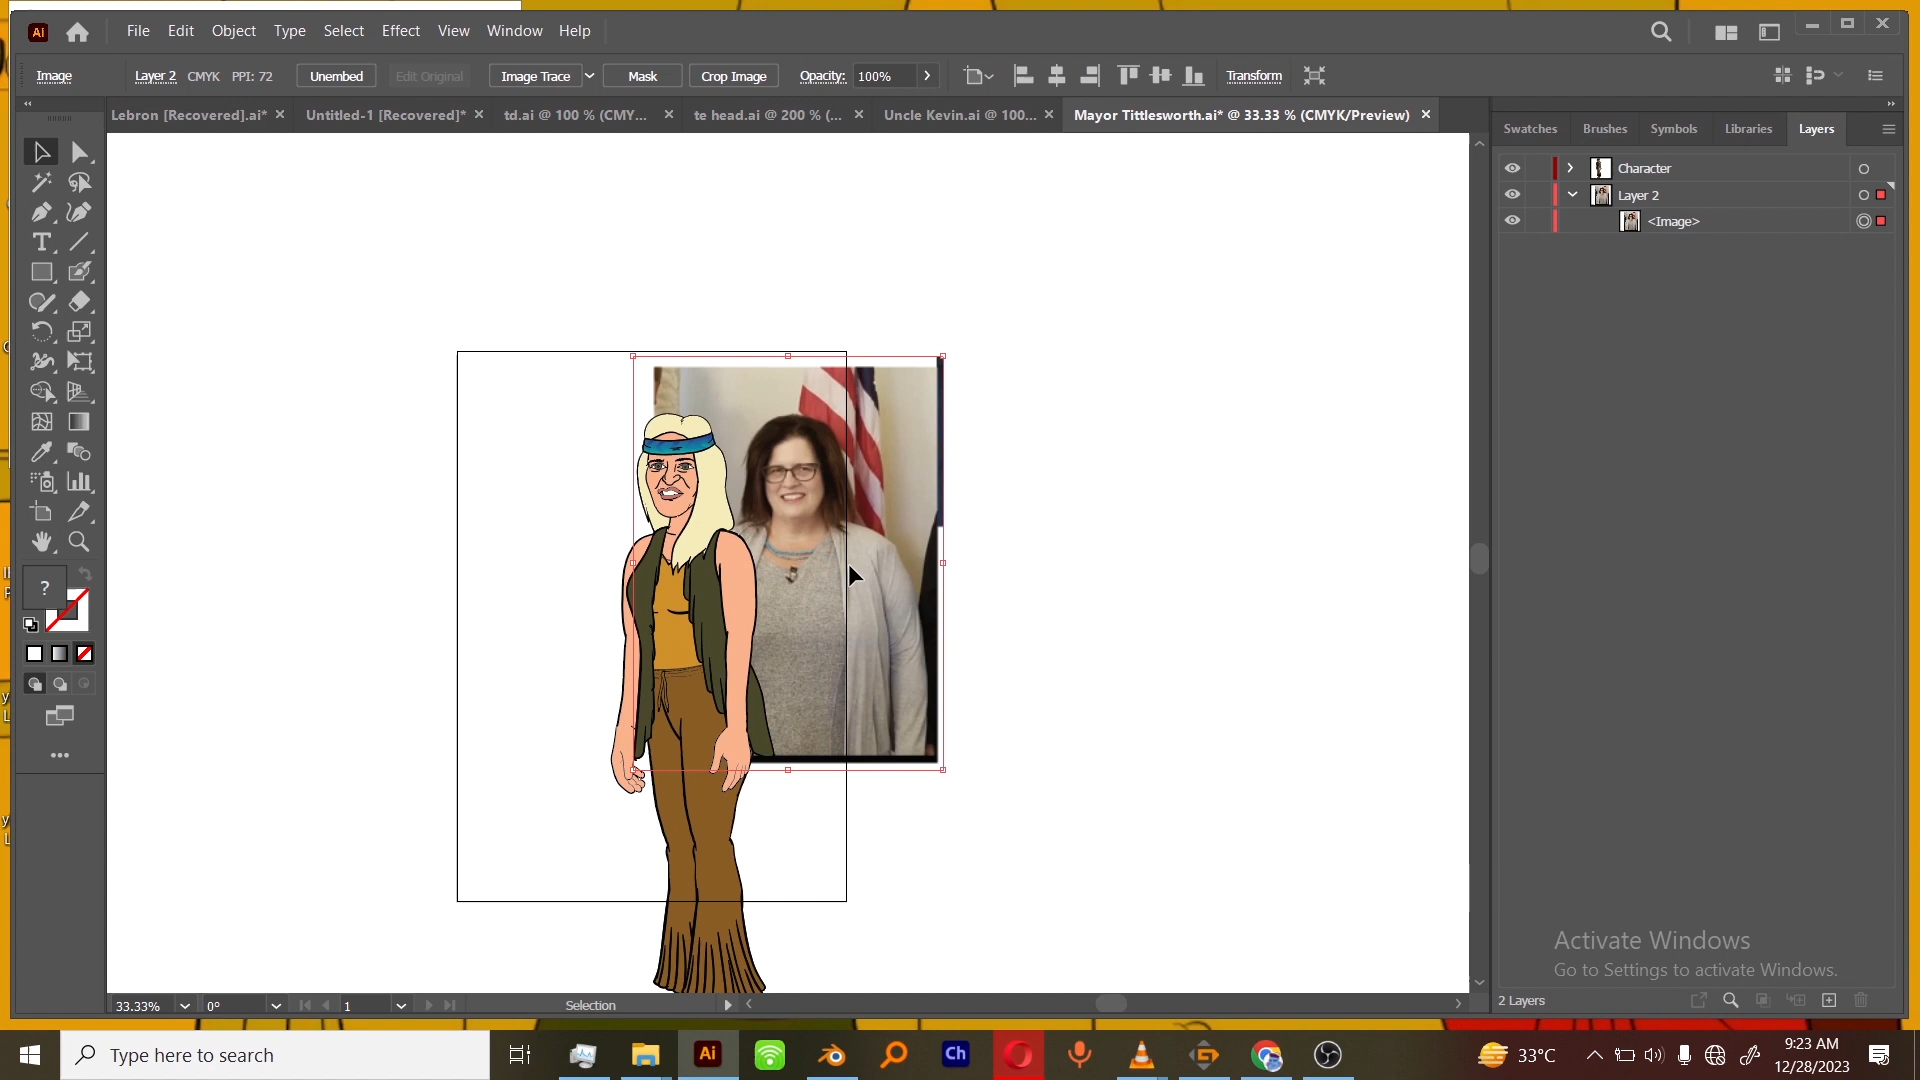 Ai File Edit Object Type Select Effect View Window Help
Image Layer 2 CMYK PPI: 72 Unembed Edit Original Image Trace Mask Crop Image Opacity: 100% Transform
Lebron [Recovered].ai* Untitled-1 [Recovered]* td.ai @ 100 % (CMY... te head.ai @ 200 % (... Uncle Kevin.ai @ 100... Mayor Tittlesworth.ai* @ 33.33 % (CMYK/Preview)
Swatches Brushes Symbols Libraries Layers
Character
Layer 2
<Image>
?
Activate Windows
Go to Settings to activate Windows.
33.33% 0° 1 Selection
2 Layers
Type here to search
Ai
Ch
33°C
9:23 AM
12/28/2023